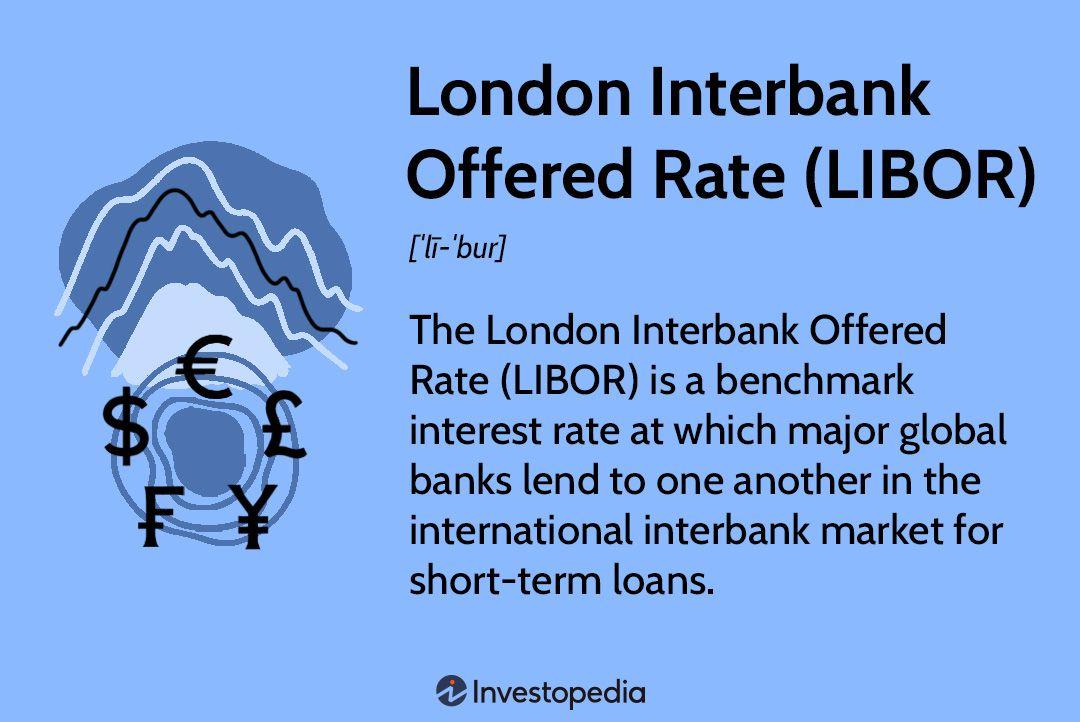 London Interbank
Offered Rate (LIBOR)
[ˈlī-ˈbur]
The London Interbank Offered
Rate (LIBOR) is a benchmark
interest rate at which major global
banks lend to one another in the
international interbank market for
short-term loans.
€
$ £
₣ ¥
Investopedia